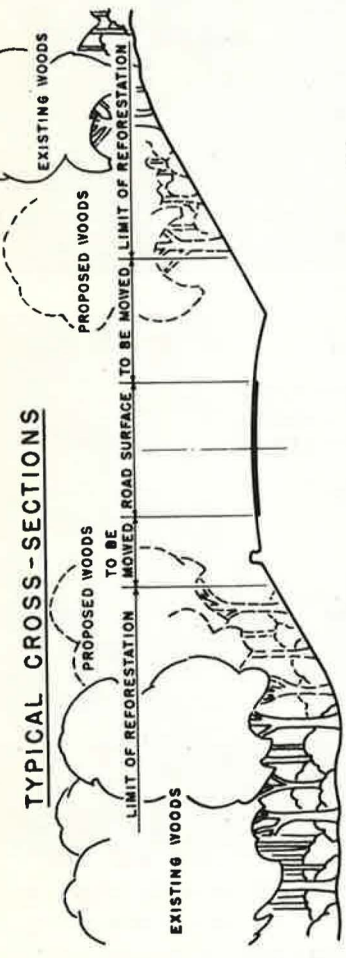 TYPICAL CROSS-SECTIONS
EXISTING WOODS
LIMIT OF REFORESTATION
PROPOSED WOODS
TO BE
MOWED
ROAD SURFACE
TO BE MOWED
PROPOSED WOODS
LIMIT OF REFORESTATION
EXISTING WOODS